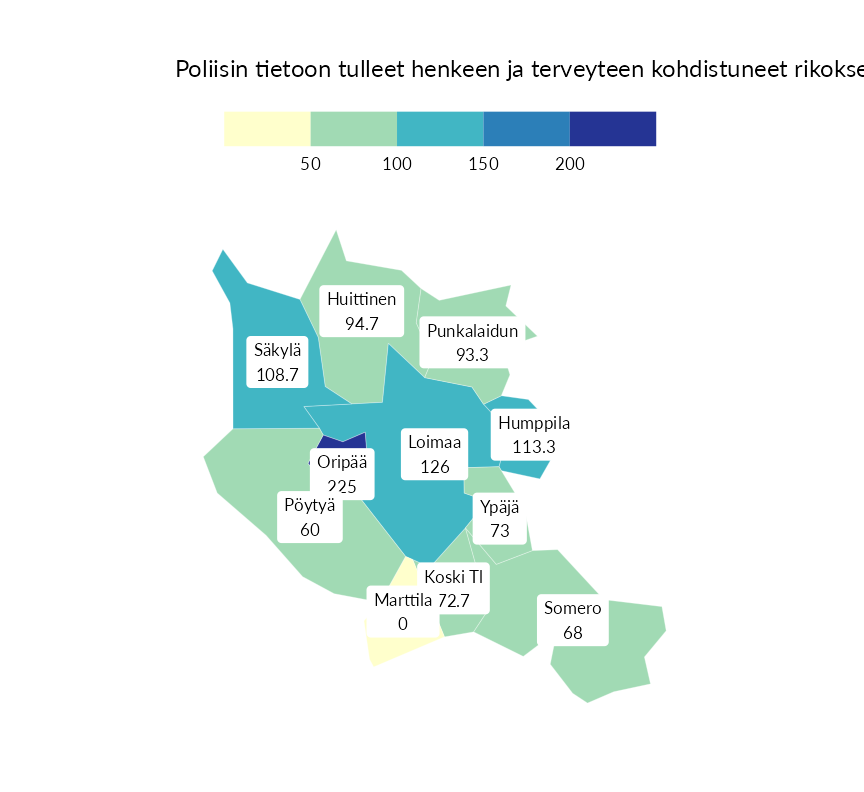 Poliisin tietoon tulleet henkeen ja terveyteen kohdistuneet rikokse
50 100 150 200
Huittinen
94.7
Punkalaidun
93.3
Säkylä
108.7
Humppila
113.3
Loimaa
126
Oripää
225
Pöytyä
60
Ypäjä
73
Koski Tl
72.7
Marttila
0
Somero
68